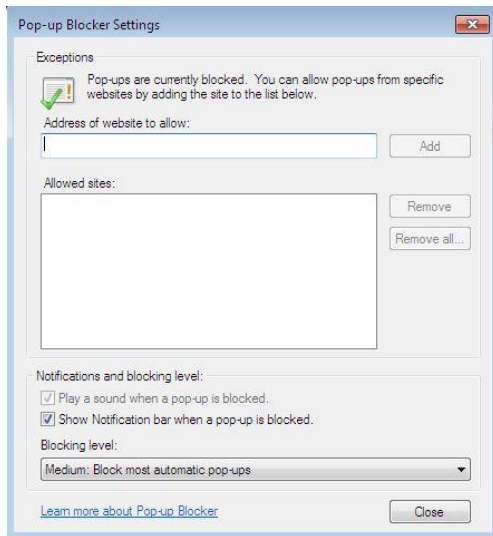 Pop-up Blocker Settings
Exceptions
Pop-ups are currently blocked. You can allow pop-ups from specific
websites by adding the site to the list below.
Address of website to allow:
Add
Allowed sites:
Remove
Remove all...
Notifications and blocking level:
Play a sound when a pop-up is blocked.
Show Notification bar when a pop-up is blocked.
Blocking level:
Medium: Block most automatic pop-ups
Learn more about Pop-up Blocker
Close